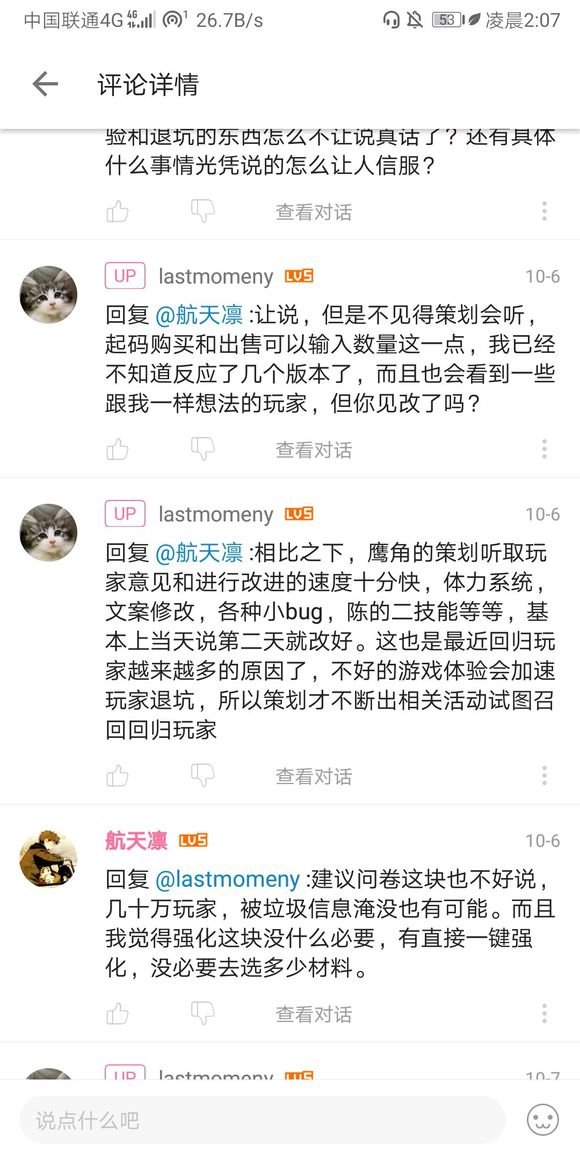 中国联通4G 4G 1 26.7B/s 53 凌晨2:07
评论详情
验和退坑的东西怎么不让说真话了？还有具体
什么事情光凭说的怎么让人信服？
查看对话
UP lastmomeny LV5 10-6
回复 @航天凛 :让说，但是不见得策划会听，
起码购买和出售可以输入数量这一点，我已经
不知道反应了几个版本了，而且也会看到一些
跟我一样想法的玩家，但你见改了吗？
查看对话
UP lastmomeny LV5 10-6
回复 @航天凛 :相比之下，鹰角的策划听取玩
家意见和进行改进的速度十分快，体力系统，
文案修改，各种小bug，陈的二技能等等，基
本上当天说第二天就改好。这也是最近回归玩
家越来越多的原因了，不好的游戏体验会加速
玩家退坑，所以策划才不断出相关活动试图召
回回归玩家
查看对话
航天凛 LV5 10-6
回复 @lastmomeny :建议问卷这块也不好说，
几十万玩家，被垃圾信息淹没也有可能。而且
我觉得强化这块没什么必要，有直接一键强
化，没必要去选多少材料。
查看对话
UP lastmomeny LV5 10-7
说点什么吧